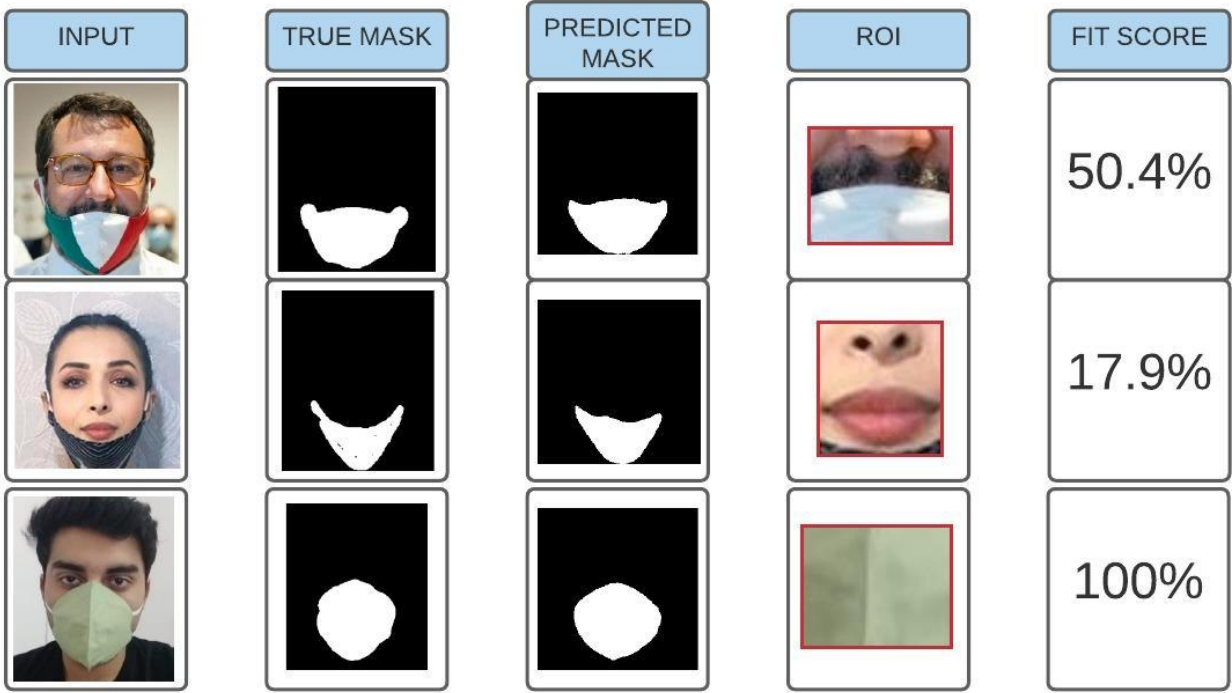 INPUT
TRUE MASK
PREDICTED
MASK
ROI
FIT SCORE
50.4%
17.9%
100%